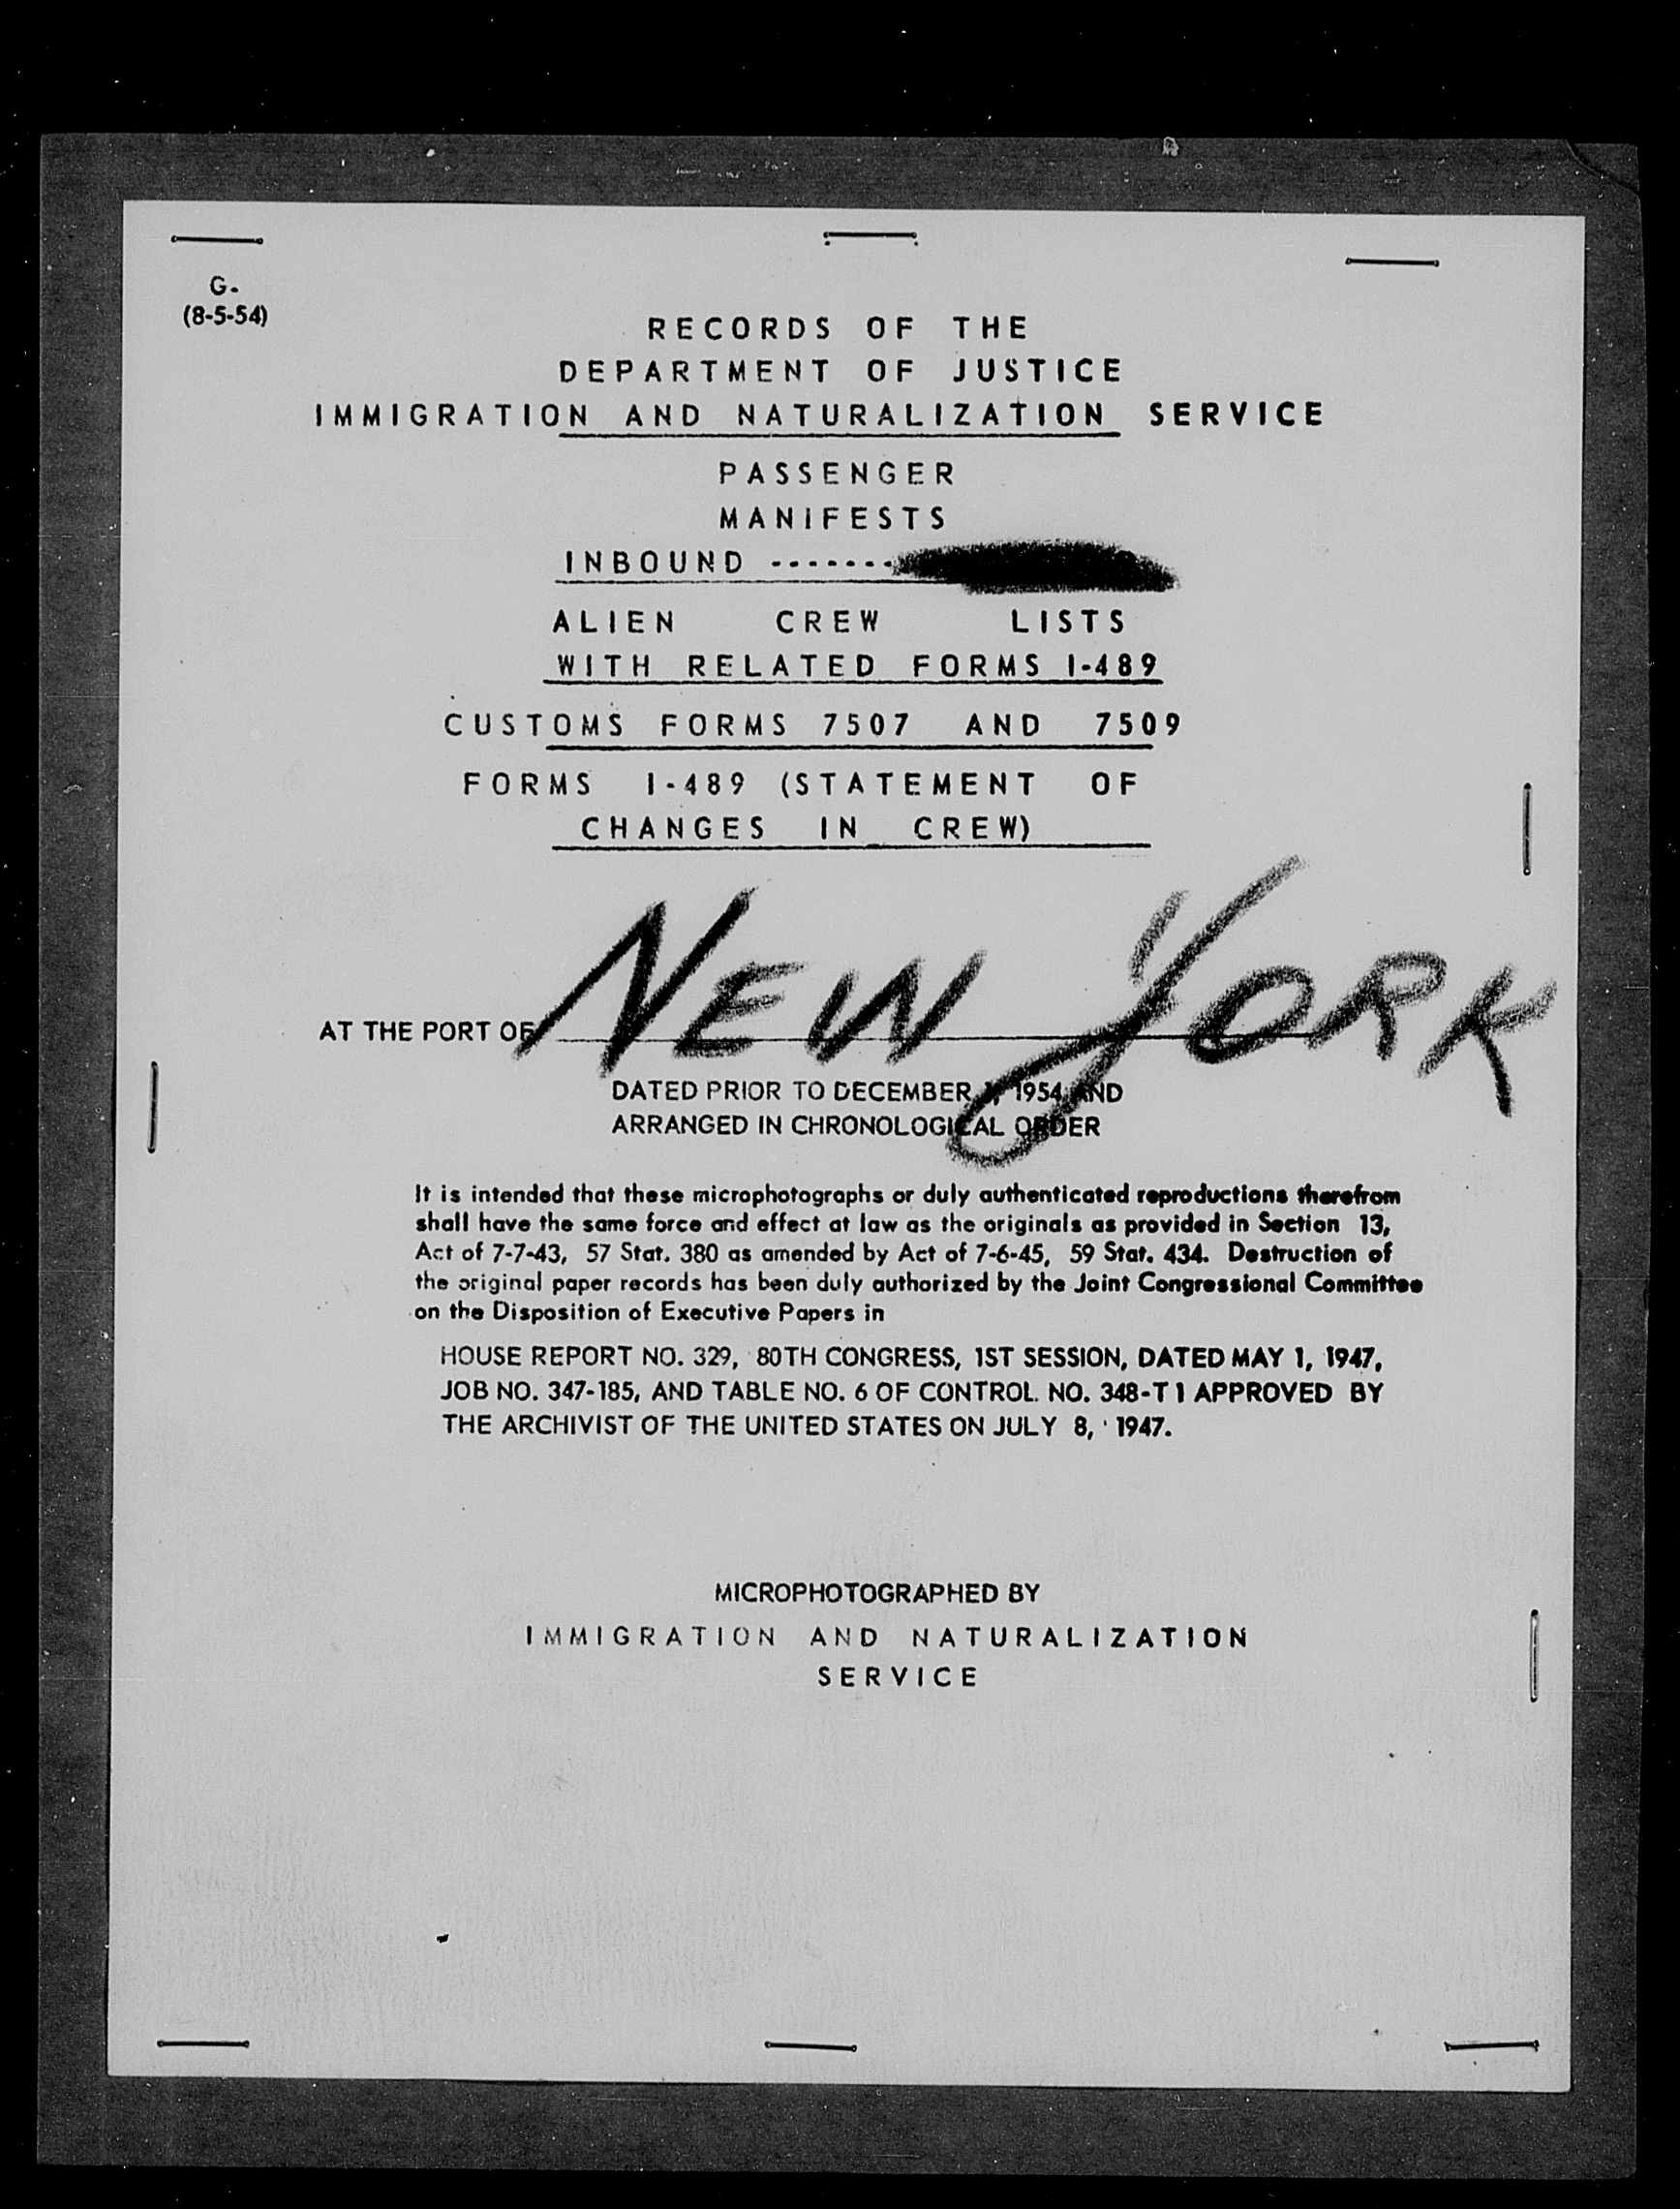 G-
(8-5-54)
RECORDS OF THE
DEPARTMENT OF JUSTICE
IMMIGRATION AND NATURALIZATION SERVICE
PASSENGER
MANIFESTS
INBOUND -------
ALIEN CREW LISTS
WITH RELATED FORMS I-489
CUSTOMS FORMS 7507 AND 7509
FORMS I-489 (STATEMENT OF
CHANGES IN CREW)
AT THE PORT OF NEW YORK
DATED PRIOR TO DECEMBER 1, 1954 AND
ARRANGED IN CHRONOLOGICAL ORDER
It is intended that these microphotographs or duly authenticated reproductions therefrom
shall have the same force and effect at law as the originals as provided in Section 13,
Act of 7-7-43, 57 Stat. 380 as amended by Act of 7-6-45, 59 Stat. 434. Destruction of
the original paper records has been duly authorized by the Joint Congressional Committee
on the Disposition of Executive Papers in
HOUSE REPORT NO. 329, 80TH CONGRESS, 1ST SESSION, DATED MAY 1, 1947,
JOB NO. 347-185, AND TABLE NO. 6 OF CONTROL NO. 348-T1 APPROVED BY
THE ARCHIVIST OF THE UNITED STATES ON JULY 8, 1947.
MICROPHOTOGRAPHED BY
IMMIGRATION AND NATURALIZATION
SERVICE